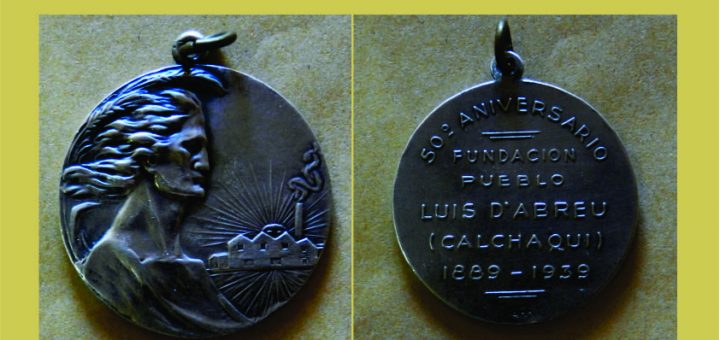 50º ANIVERSARIO
FUNDACION
PUEBLO
LUIS D'ABREU
(CALCHAQUI)
1889-1939